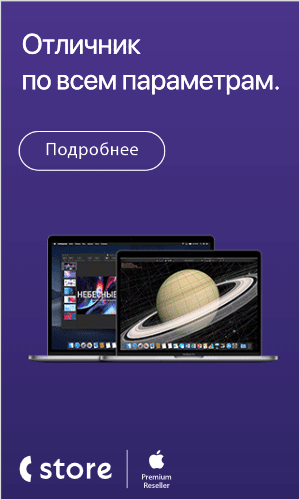 Отличник
по всем параметрам.
Подробнее
НЕБЕСНЫЕ
store
Premium
Reseller